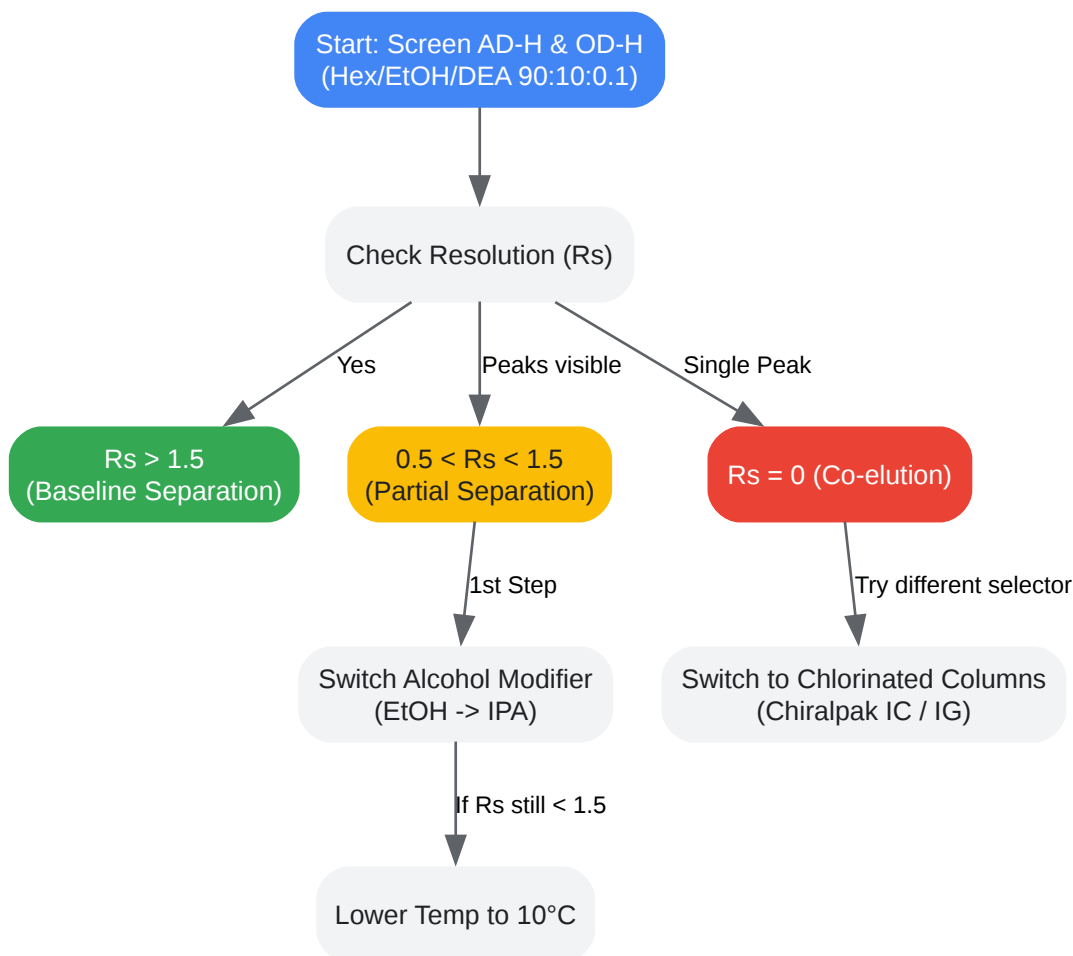 Start: Screen AD-H & OD-H
(Hex/EtOH/DEA 90:10:0.1)
Check Resolution (Rs)
Yes
Peaks visible
Single Peak
Rs > 1.5
(Baseline Separation)
0.5 < Rs < 1.5
(Partial Separation)
Rs = 0 (Co-elution)
1st Step
Try different selector
Switch Alcohol Modifier
(EtOH -> IPA)
Switch to Chlorinated Columns
(Chiralpak IC / IG)
If Rs still < 1.5
Lower Temp to 10°C